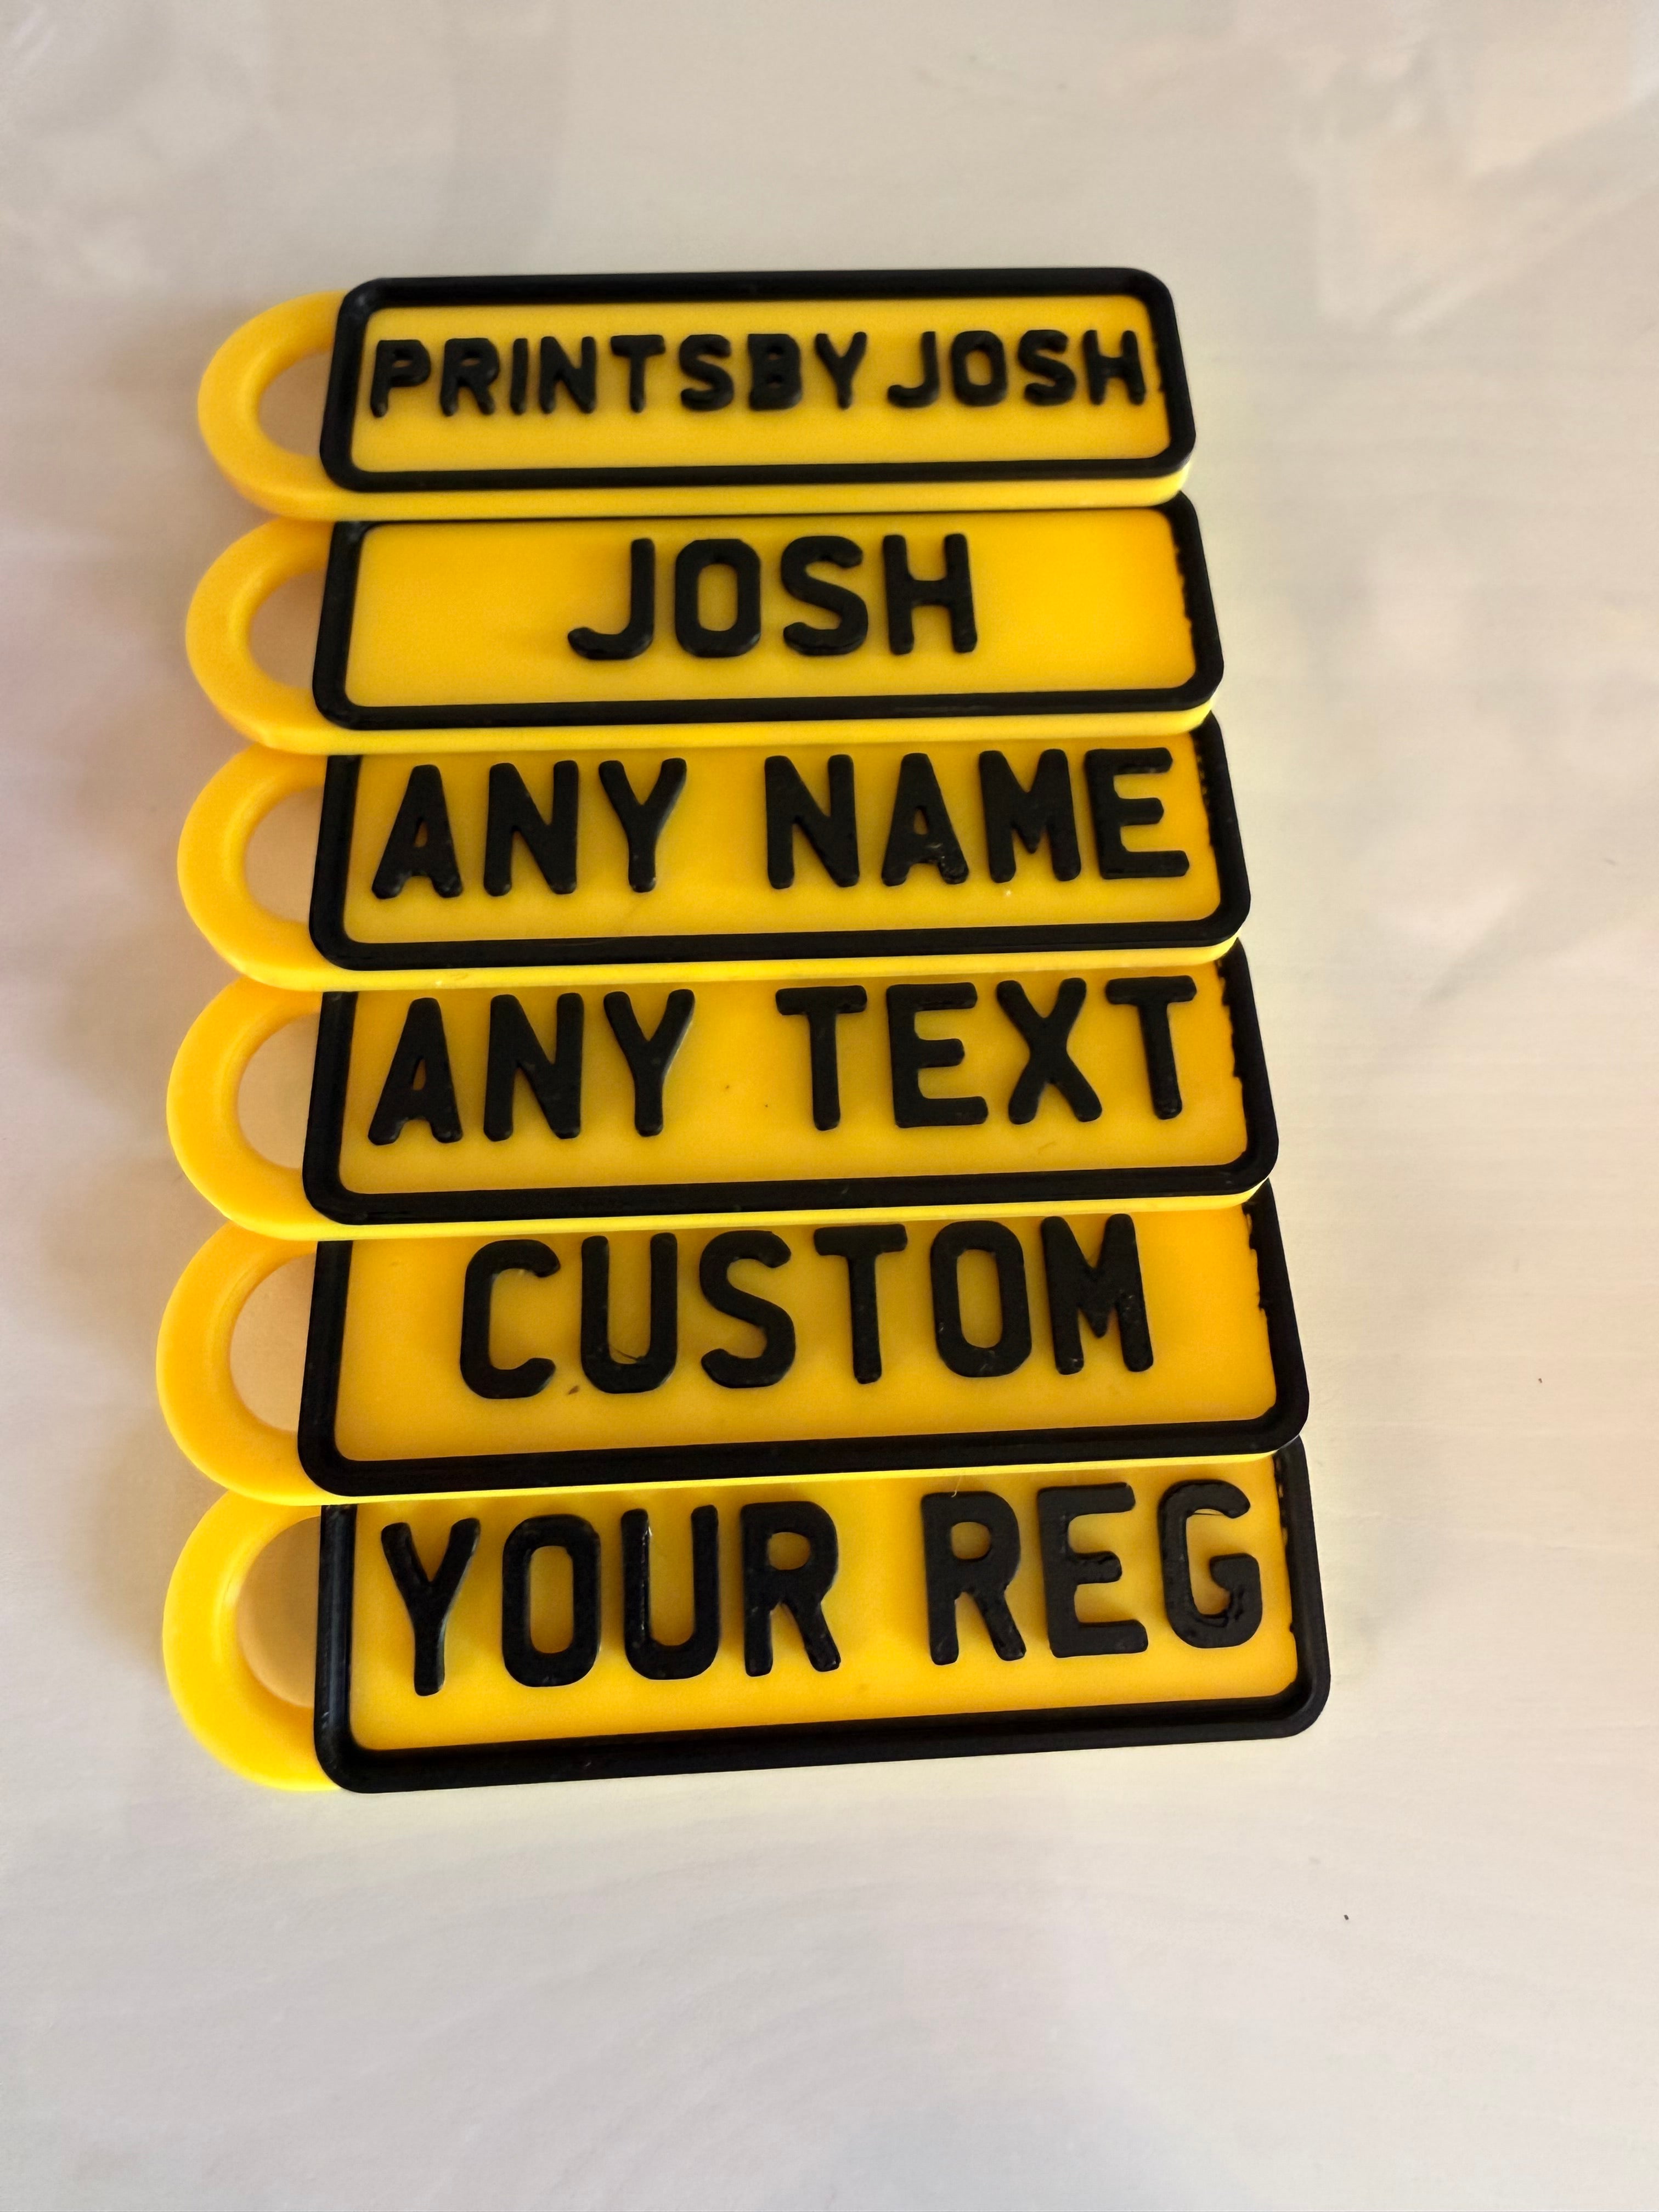 PRINTSBY JOSH
JOSH
ANY NAME
ANY TEXT
CUSTOM
YOUR REG